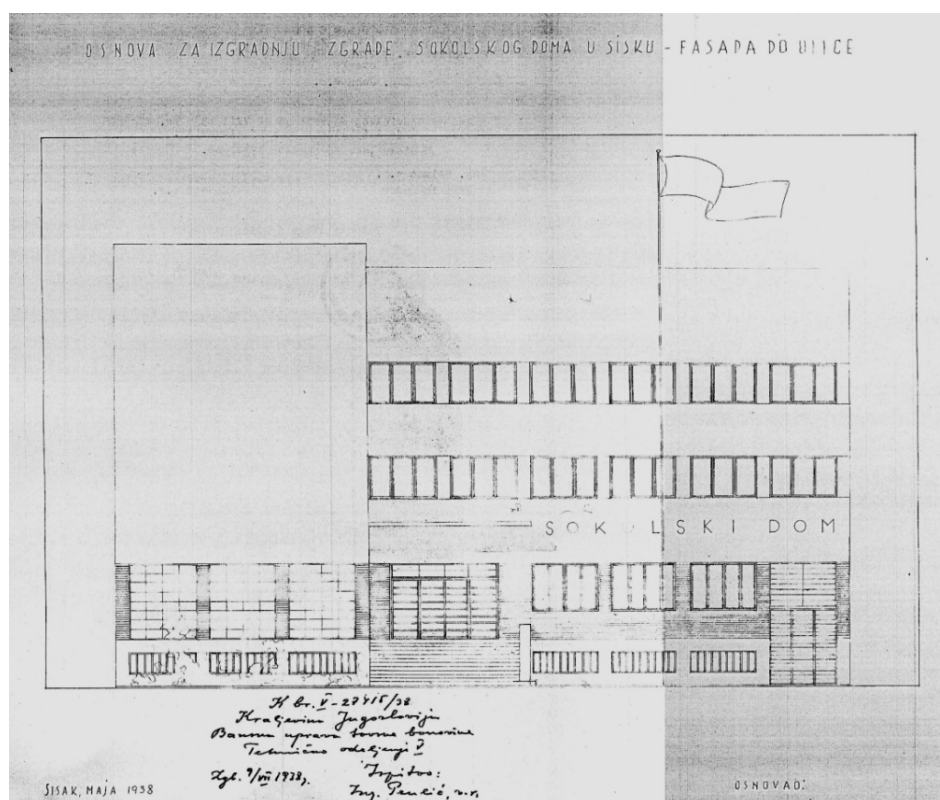 OSNOVA ZA IZGRADNJU ZGRADE SOKOLSKOG DOMA U SISKU - FASADA DO ULICE
SOKOLSKI DOM
K br. V - 27415/38
Kraljevina Jugoslavija
Banska uprava savske banovine
Tehničko odeljenje
Zgb. 9/VII 1938.
Ispitao:
Ing.
SISAK, MAJA 1938
OSNOVAO: